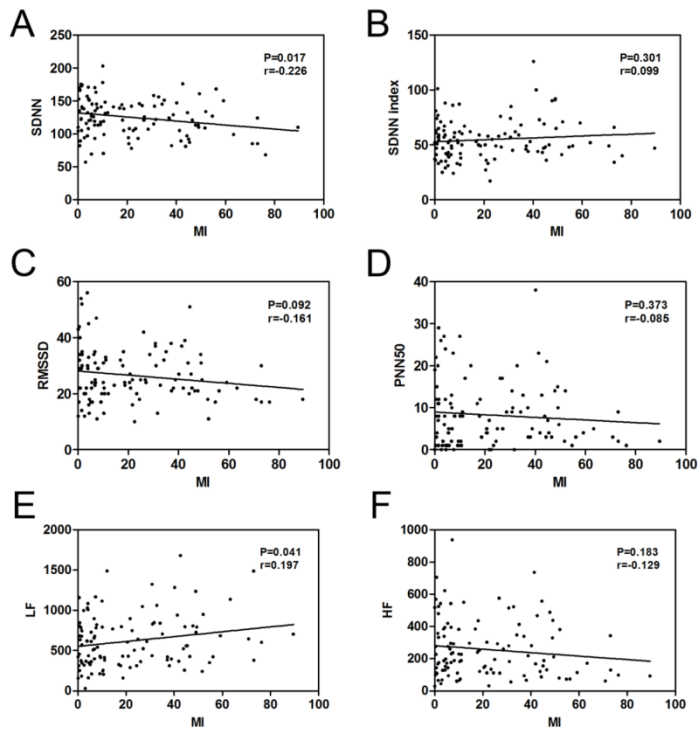 A
P=0.017
r=-0.226
SDNN
250
200
150
100
50
0
0 20 40 60 80 100
MI
B
P=0.301
r=0.099
SDNN index
150
100
50
0
0 20 40 60 80 100
MI
C
P=0.092
r=-0.161
RMSSD
60
40
20
0
0 20 40 60 80 100
MI
D
P=0.373
r=-0.085
PNN50
40
30
20
10
0
0 20 40 60 80 100
MI
E
P=0.041
r=0.197
LF
2000
1500
1000
500
0
0 20 40 60 80 100
MI
F
P=0.183
r=-0.129
HF
1000
800
600
400
200
0
0 20 40 60 80 100
MI